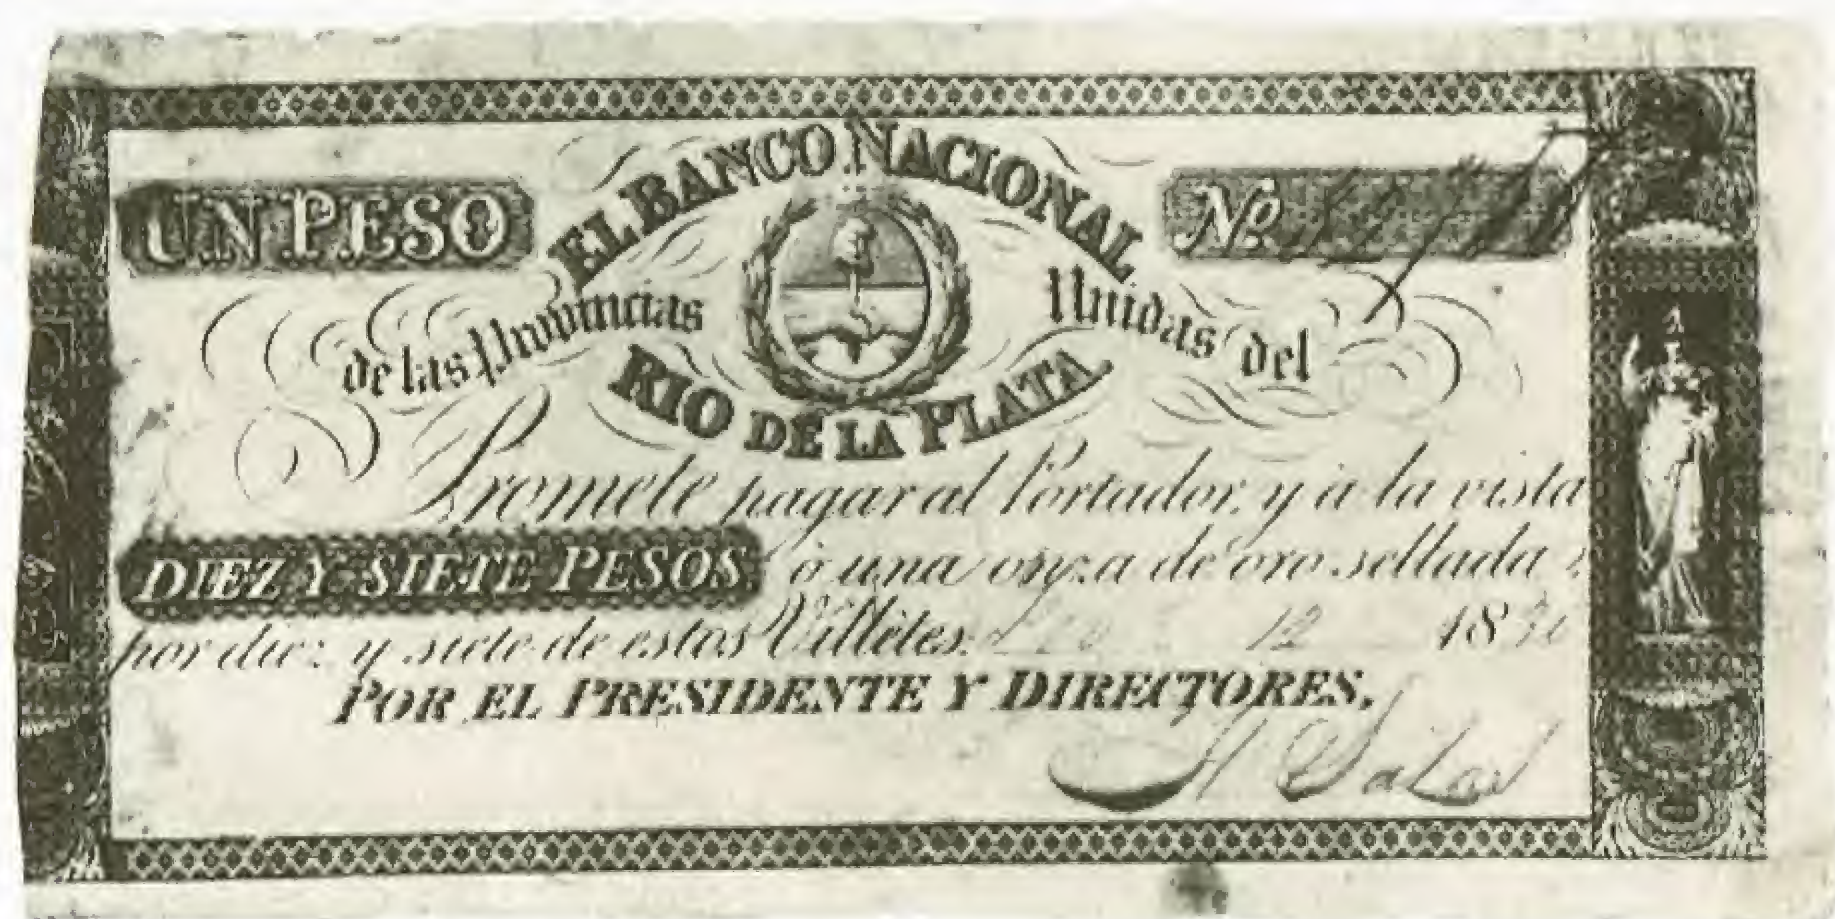 UN PESO
EL BANCO NACIONAL
Nº
de las Provincias Unidas del
RIO DE LA PLATA
Promete pagar al Portador, y á la vista
DIEZ Y SIETE PESOS ó una onza de oro sellada
por diez y siete de estos Villetes. 12 1830
POR EL PRESIDENTE Y DIRECTORES.